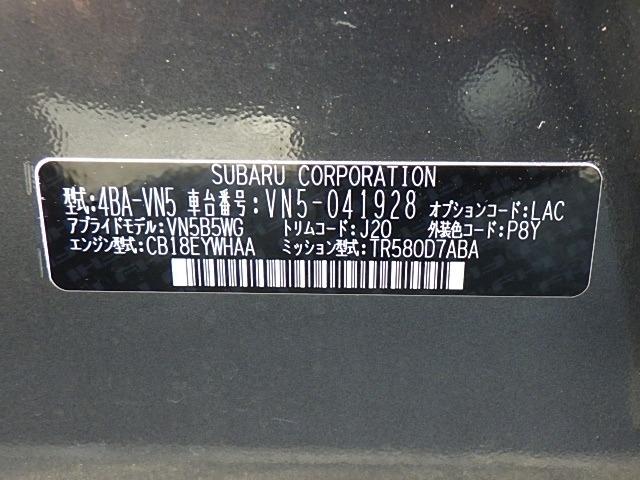 SUBARU CORPORATION
型式:4BA-VN5 車台番号:VN5-041928 オプションコード:LAC
アプライドモデル:VN5B5WG トリムコード:J20 外装色コード:P8Y
エンジン型式:CB18EYWHAA ミッション型式:TR580D7ABA